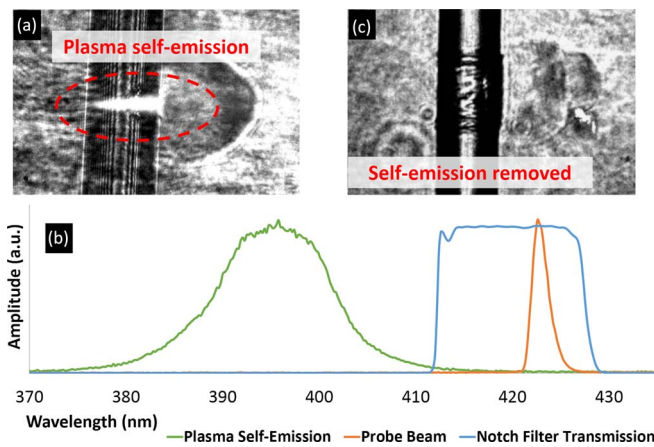 (a)
Plasma self-emission
(c)
Self-emission removed
(b)
Amplitude (a.u.)
370 380 390 400 410 420 430
Wavelength (nm)
Plasma Self-Emission Probe Beam Notch Filter Transmission